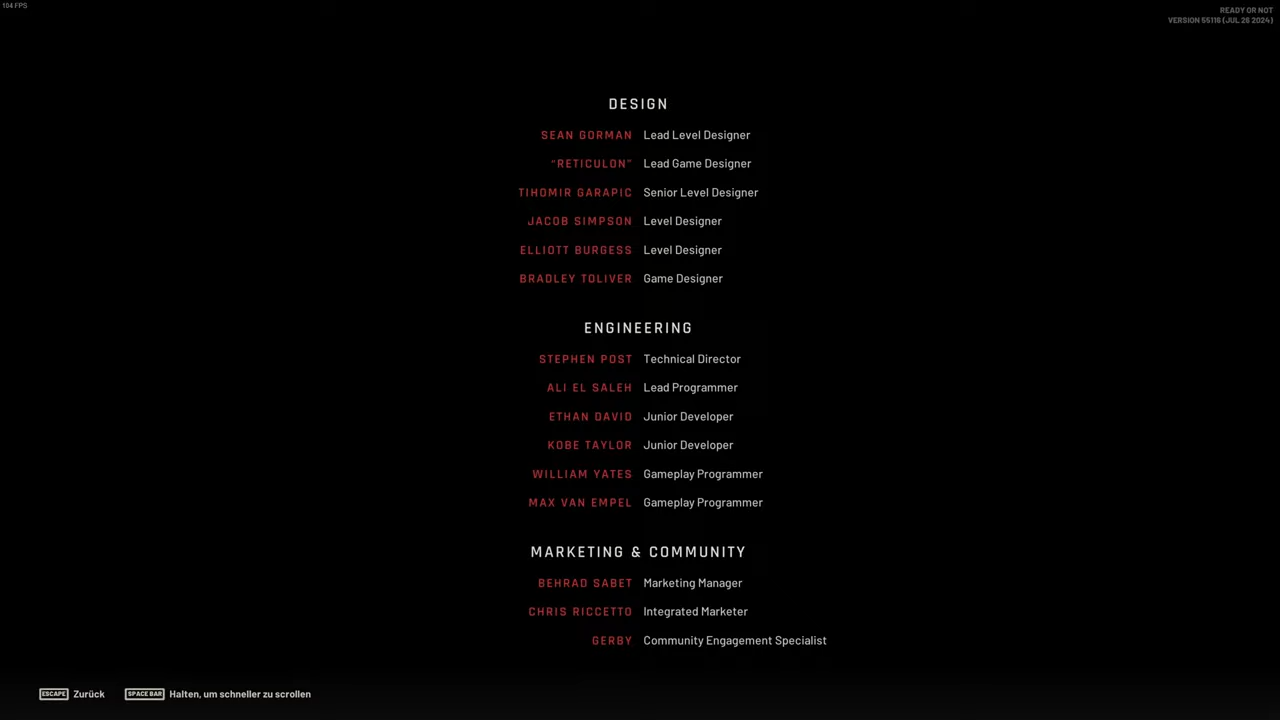 104 FPS
READY OR NOT
VERSION 55116 (JUL 26 2024)
DESIGN
SEAN GORMAN Lead Level Designer
"RETICULON" Lead Game Designer
TIHOMIR GARAPIC Senior Level Designer
JACOB SIMPSON Level Designer
ELLIOTT BURGESS Level Designer
BRADLEY TOLIVER Game Designer
ENGINEERING
STEPHEN POST Technical Director
ALI EL SALEH Lead Programmer
ETHAN DAVID Junior Developer
KOBE TAYLOR Junior Developer
WILLIAM YATES Gameplay Programmer
MAX VAN EMPEL Gameplay Programmer
MARKETING & COMMUNITY
BEHRAD SABET Marketing Manager
CHRIS RICCETTO Integrated Marketer
GERBY Community Engagement Specialist
ESCAPE Zurück SPACE BAR Halten, um schneller zu scrollen